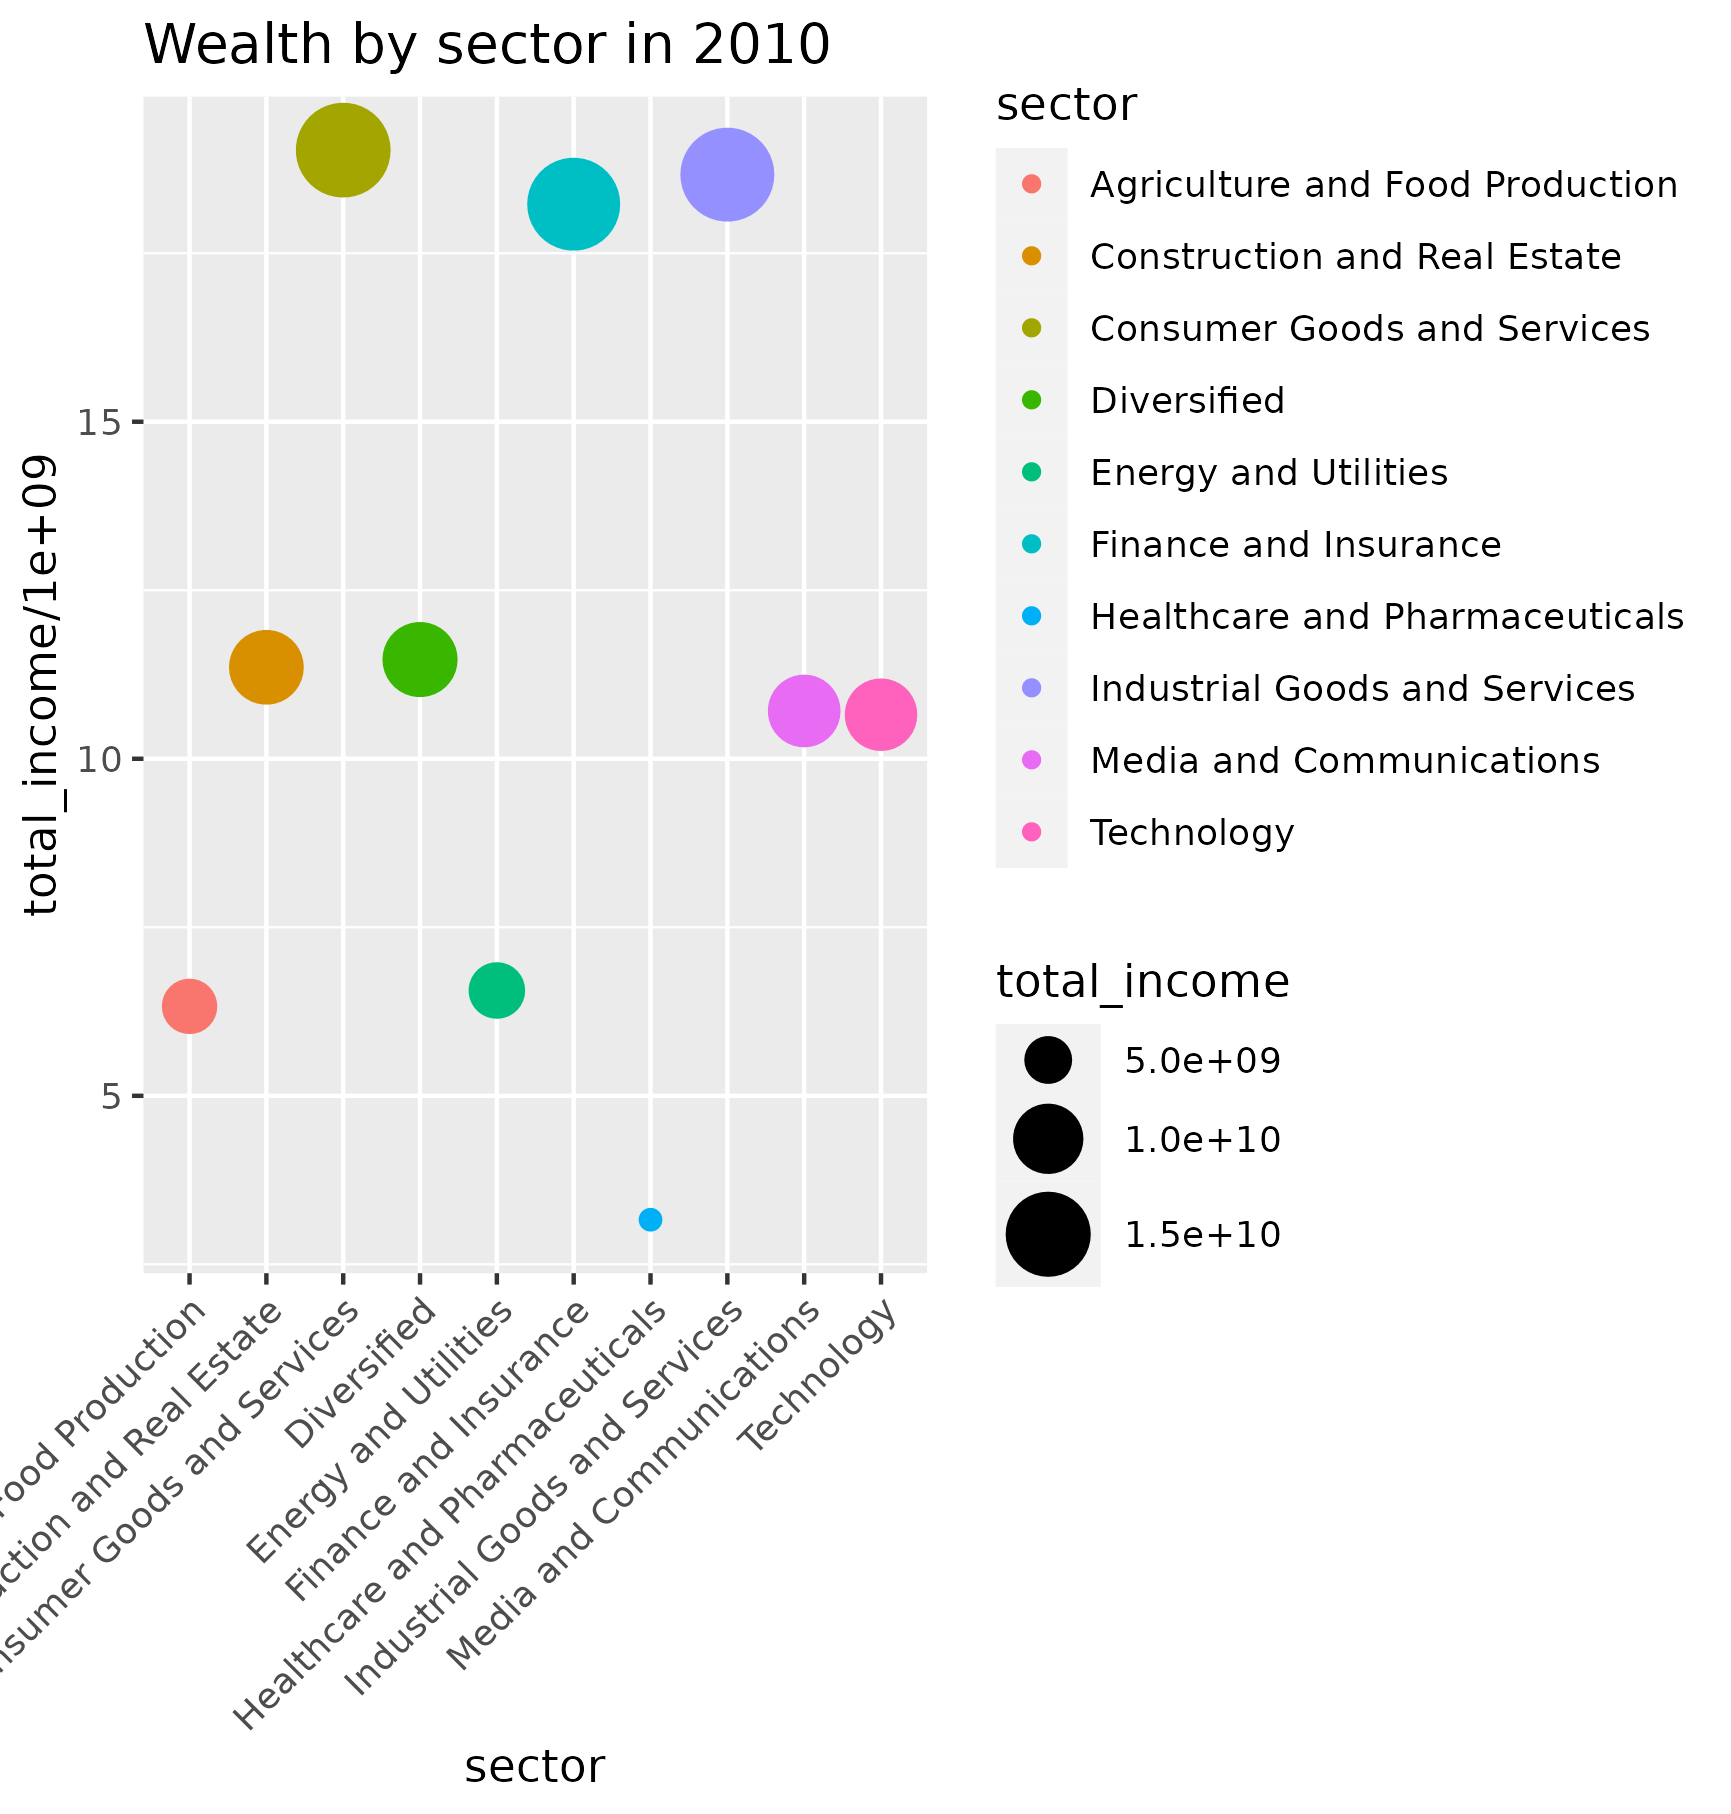 Wealth by sector in 2010
total_income/1e+09
15
10
5
Food Production
and Real Estate
Goods and Services
Diversified
Energy and Utilities
Finance and Insurance
Healthcare and Pharmaceuticals
Industrial Goods and Services
Media and Communications
Technology
sector
sector
Agriculture and Food Production
Construction and Real Estate
Consumer Goods and Services
Diversified
Energy and Utilities
Finance and Insurance
Healthcare and Pharmaceuticals
Industrial Goods and Services
Media and Communications
Technology
total_income
5.0e+09
1.0e+10
1.5e+10